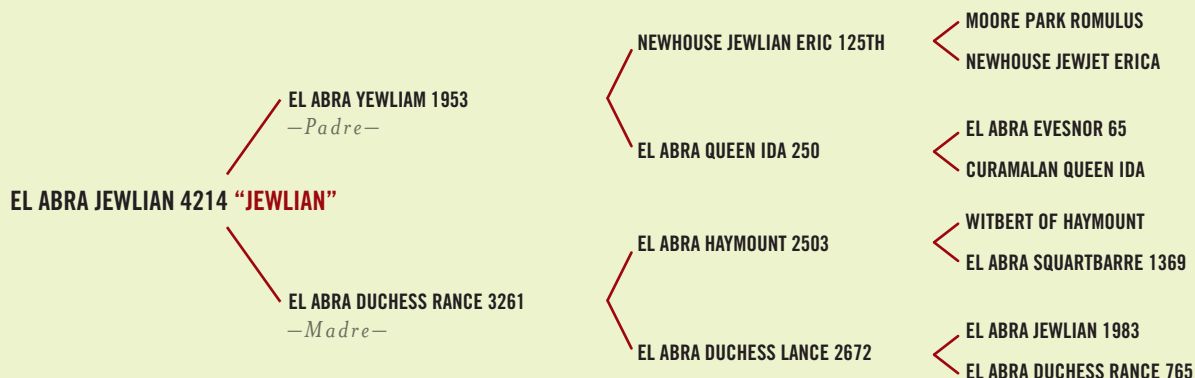 MOORE PARK ROMULUS
NEWHOUSE JEWLIAN ERIC 125TH
NEWHOUSE JEWJET ERICA
EL ABRA YEWLIAM 1953
—Padre—
EL ABRA EVESNOR 65
EL ABRA QUEEN IDA 250
CURAMALAN QUEEN IDA
EL ABRA JEWLIAN 4214 “JEWLIAN”
WITBERT OF HAYMOUNT
EL ABRA HAYMOUNT 2503
EL ABRA SQUARTBARRE 1369
EL ABRA DUCHESS RANCE 3261
—Madre—
EL ABRA JEWLIAN 1983
EL ABRA DUCHESS LANCE 2672
EL ABRA DUCHESS RANCE 765